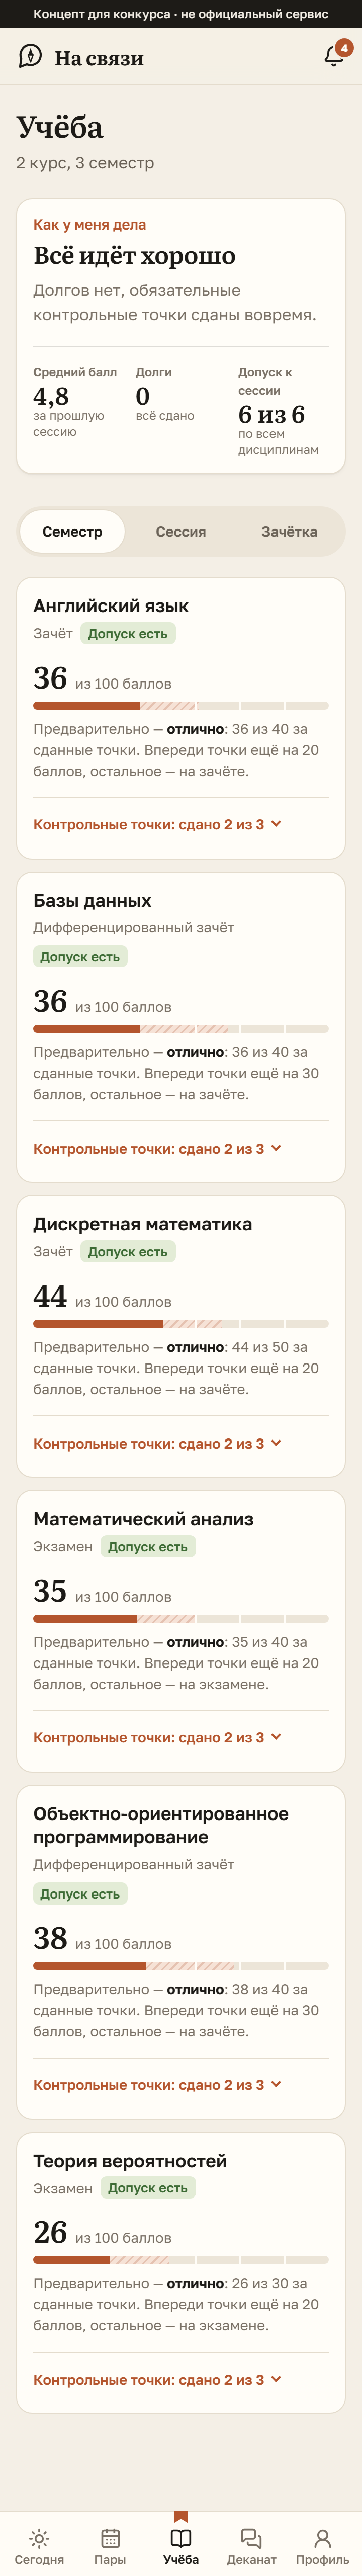 Концепт для конкурса · не официальный сервис
На связи
4
Учёба
2 курс, 3 семестр
Как у меня дела
Всё идёт хорошо
Долгов нет, обязательные
контрольные точки сданы вовремя.
Средний балл
4,8
за прошлую
сессию
Долги
0
всё сдано
Допуск к
сессии
6 из 6
по всем
дисциплинам
Семестр
Сессия
Зачётка
Английский язык
Зачёт Допуск есть
36 из 100 баллов
Предварительно — отлично: 36 из 40 за
сданные точки. Впереди точки ещё на 20
баллов, остальное — на зачёте.
Контрольные точки: сдано 2 из 3
Базы данных
Дифференцированный зачёт
Допуск есть
36 из 100 баллов
Предварительно — отлично: 36 из 40 за
сданные точки. Впереди точки ещё на 30
баллов, остальное — на зачёте.
Контрольные точки: сдано 2 из 3
Дискретная математика
Зачёт Допуск есть
44 из 100 баллов
Предварительно — отлично: 44 из 50 за
сданные точки. Впереди точки ещё на 20
баллов, остальное — на зачёте.
Контрольные точки: сдано 2 из 3
Математический анализ
Экзамен Допуск есть
35 из 100 баллов
Предварительно — отлично: 35 из 40 за
сданные точки. Впереди точки ещё на 20
баллов, остальное — на экзамене.
Контрольные точки: сдано 2 из 3
Объектно-ориентированное
программирование
Дифференцированный зачёт
Допуск есть
38 из 100 баллов
Предварительно — отлично: 38 из 40 за
сданные точки. Впереди точки ещё на 30
баллов, остальное — на зачёте.
Контрольные точки: сдано 2 из 3
Теория вероятностей
Экзамен Допуск есть
26 из 100 баллов
Предварительно — отлично: 26 из 30 за
сданные точки. Впереди точки ещё на 20
баллов, остальное — на экзамене.
Контрольные точки: сдано 2 из 3
Сегодня
Пары
Учёба
Деканат
Профиль